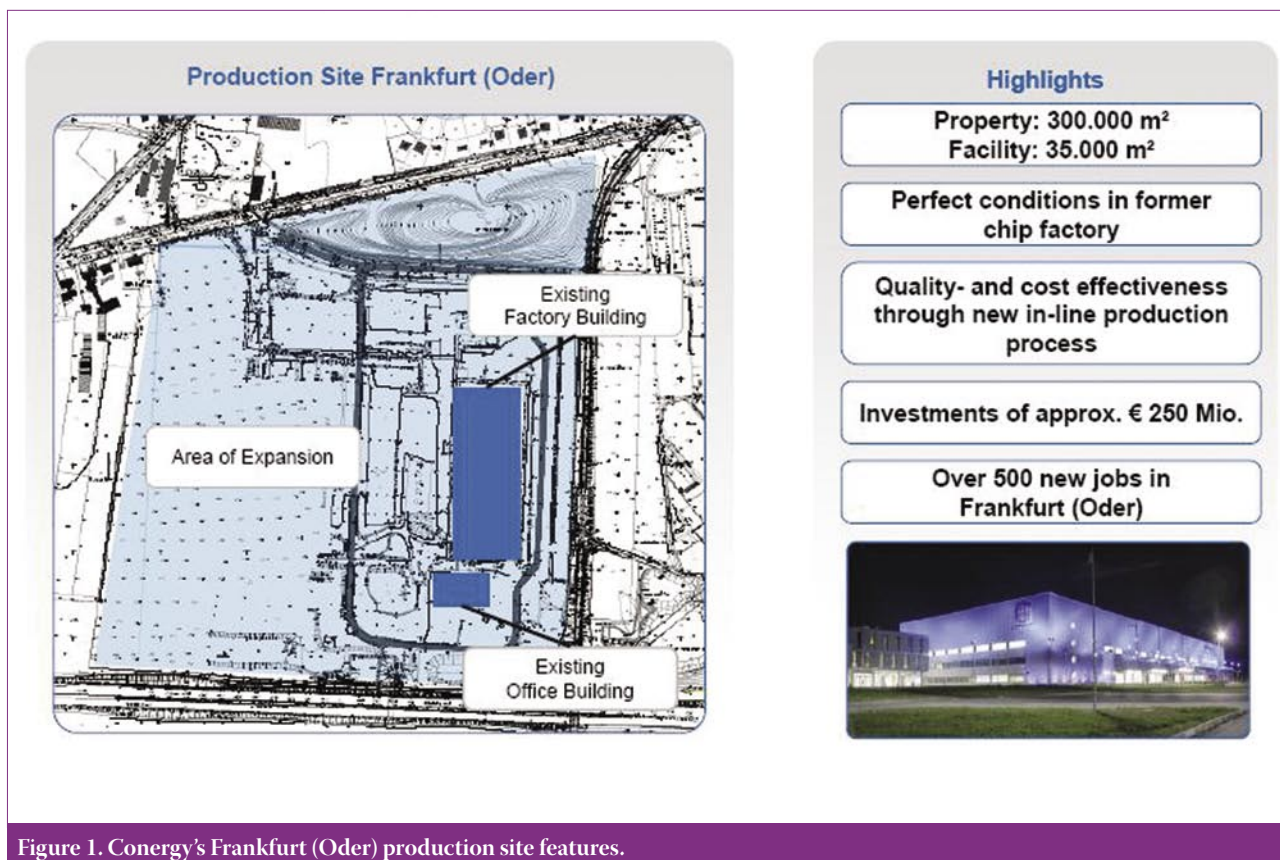 Production Site Frankfurt (Oder)
Existing
Factory Building
Area of Expansion
Existing
Office Building
Highlights
Property: 300.000 m²
Facility: 35.000 m²
Perfect conditions in former
chip factory
Quality- and cost effectiveness
through new in-line production
process
Investments of approx. € 250 Mio.
Over 500 new jobs in
Frankfurt (Oder)
Figure 1. Conergy’s Frankfurt (Oder) production site features.